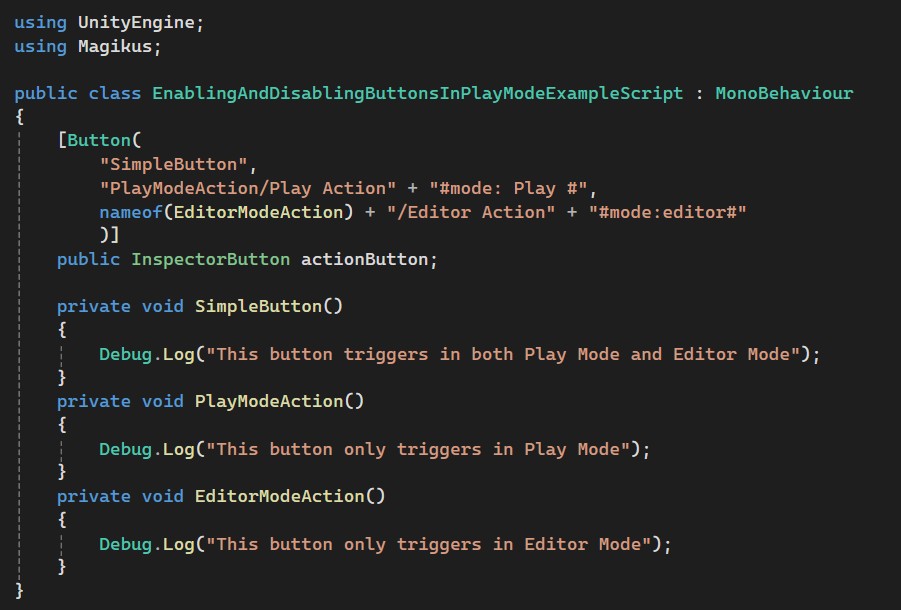 using UnityEngine;
using Magikus;
public class EnablingAndDisablingButtonsInPlayModeExampleScript : MonoBehaviour
{
[Button(
"SimpleButton",
"PlayModeAction/Play Action" + "#mode: Play #",
nameof(EditorModeAction) + "/Editor Action" + "#mode:editor#"
)]
public InspectorButton actionButton;
private void SimpleButton()
{
Debug.Log("This button triggers in both Play Mode and Editor Mode");
}
private void PlayModeAction()
{
Debug.Log("This button only triggers in Play Mode");
}
private void EditorModeAction()
{
Debug.Log("This button only triggers in Editor Mode");
}
}